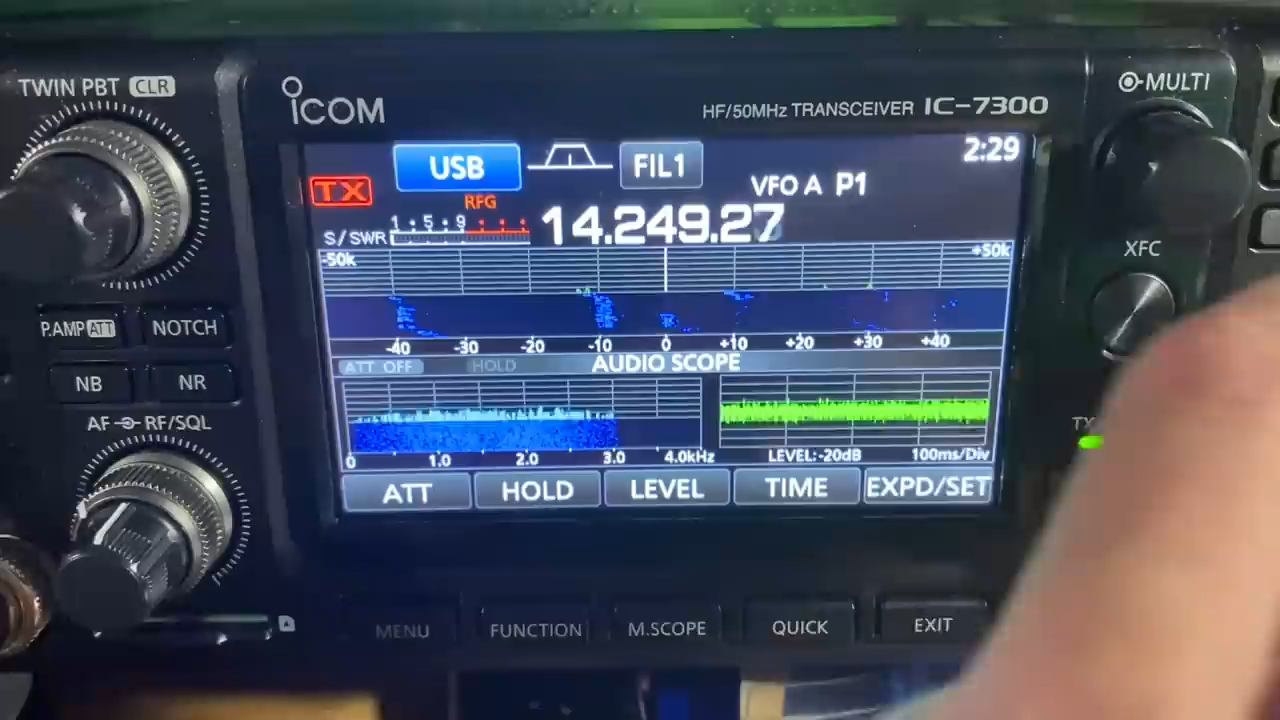 TWIN PBT CLR
ICOM
HF/50MHz TRANSCEIVER IC-7300
MULTI
TX
USB
FIL1
2:29
RFG
VFO A P1
1 5 9
S/SWR
14.249.27
-50k
+50k
XFC
P.AMP ATT
NOTCH
-40 -30 -20 -10 0 +10 +20 +30 +40
ATT OFF
HOLD
AUDIO SCOPE
NB
NR
AF RF/SQL
TX
0 1.0 2.0 3.0 4.0kHz
LEVEL:-20dB
100ms/Div
ATT
HOLD
LEVEL
TIME
EXPD/SET
MENU
FUNCTION
M.SCOPE
QUICK
EXIT